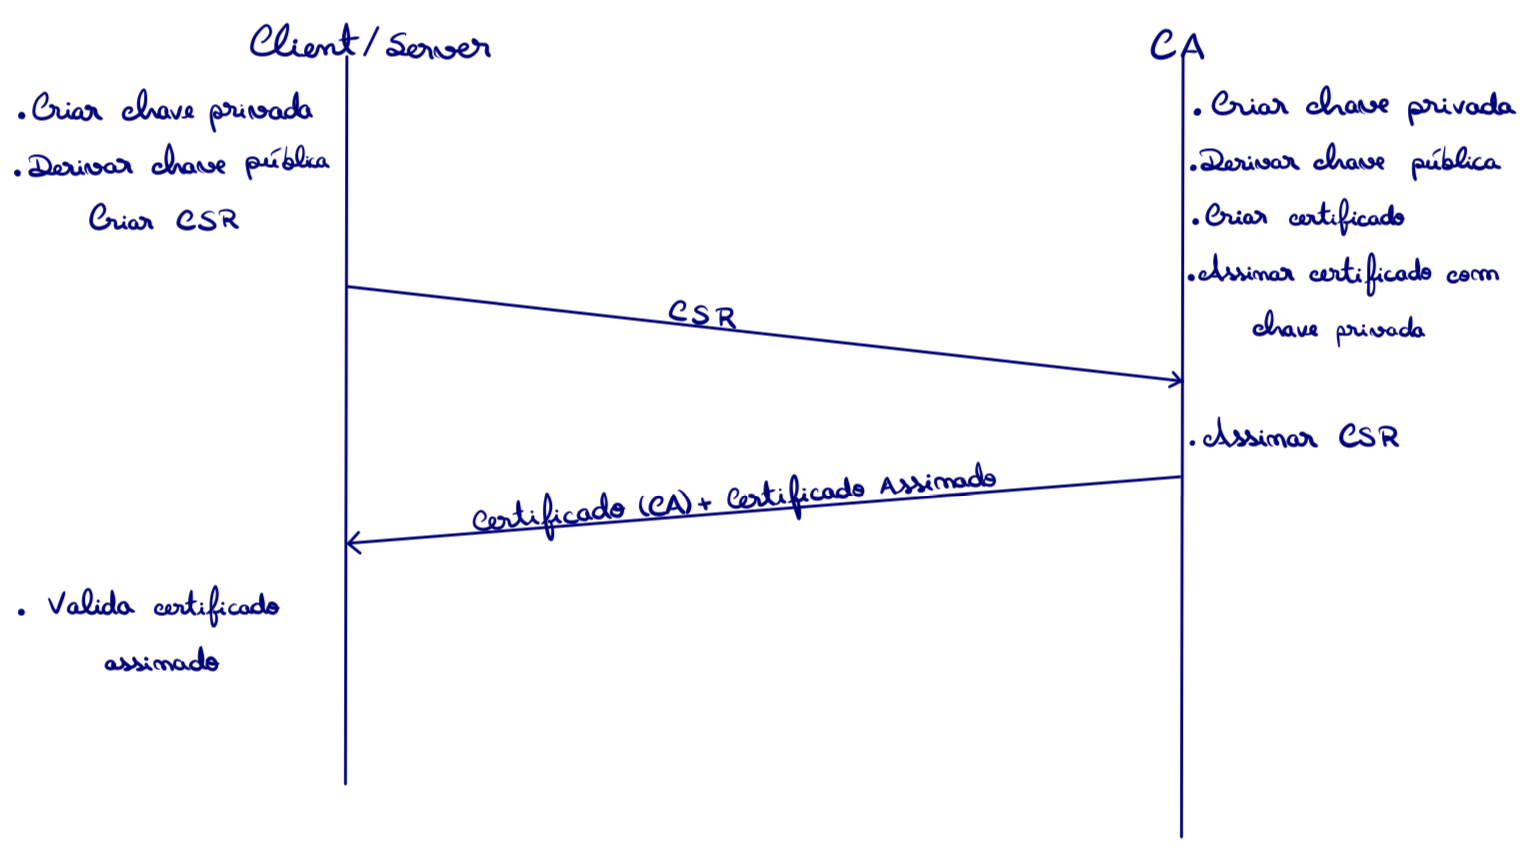 Client/Server
CA
. Criar chave privada
. Derivar chave pública
Criar CSR
. Criar chave privada
. Derivar chave pública
. Criar certificado
. Assinar certificado com
chave privada
CSR
. Assinar CSR
Certificado (CA) + Certificado Assinado
. Valida certificado
assinado